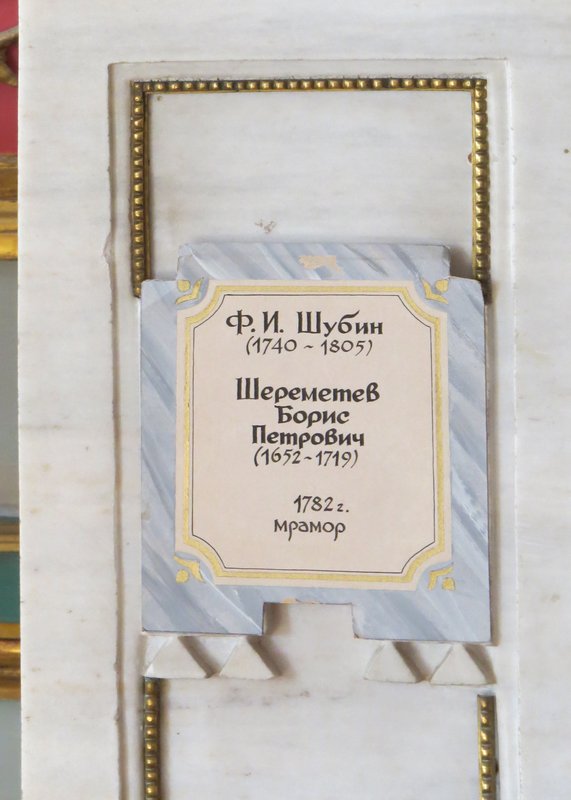 Ф. И. Шубин
(1740 - 1805)
Шереметев
Борис
Петрович
(1652 - 1719)
1782 г.
мрамор